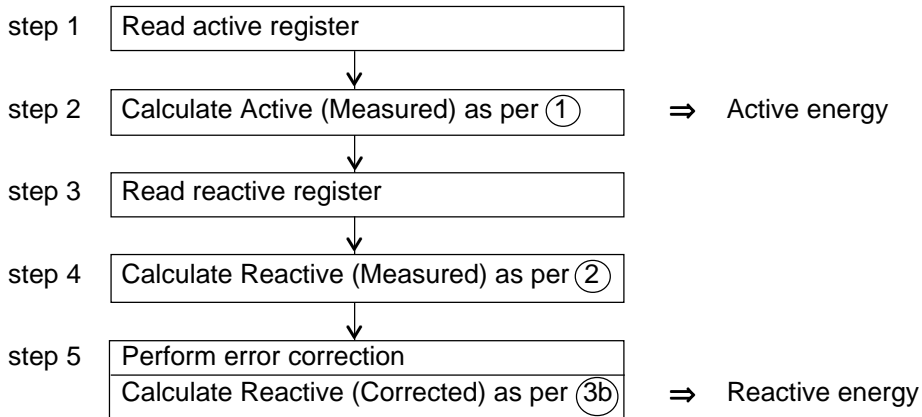 step 1 Read active register
step 2 Calculate Active (Measured) as per 1 ⇒ Active energy
step 3 Read reactive register
step 4 Calculate Reactive (Measured) as per 2
step 5 Perform error correction
Calculate Reactive (Corrected) as per 3b ⇒ Reactive energy